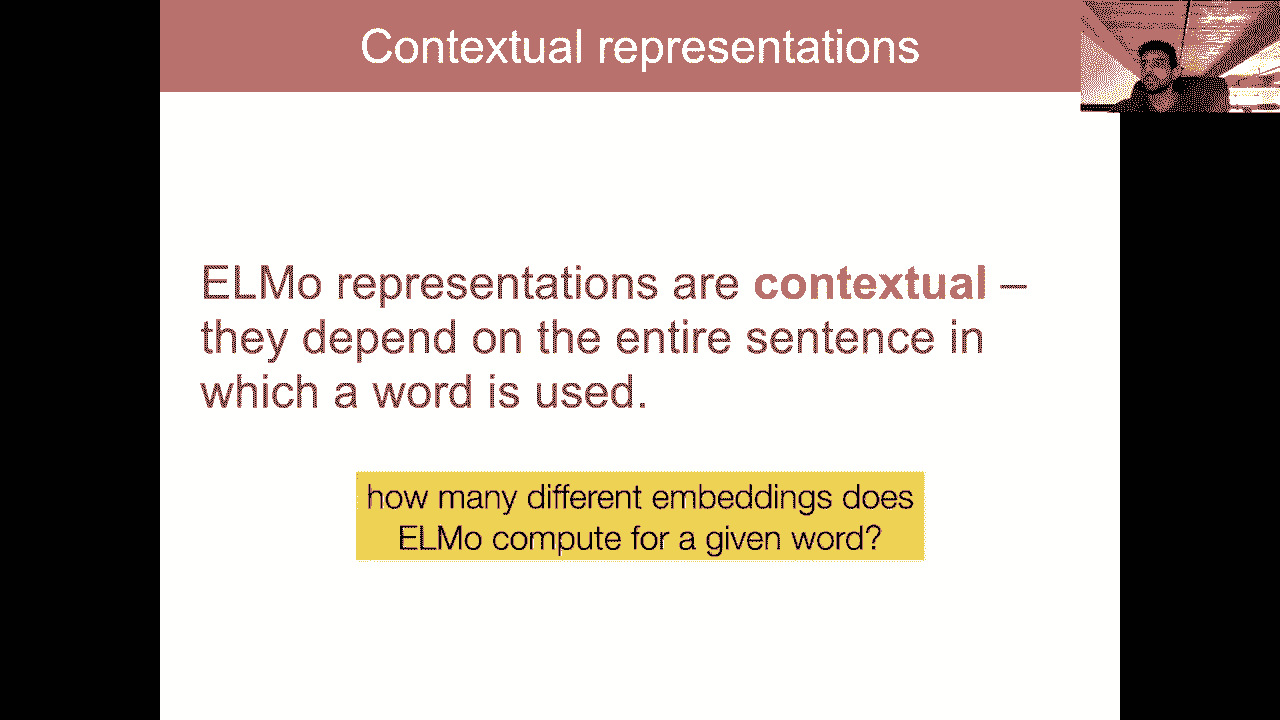 Contextual representations
ELMo representations are contextual –
they depend on the entire sentence in
which a word is used.
how many different embeddings does
ELMo compute for a given word?